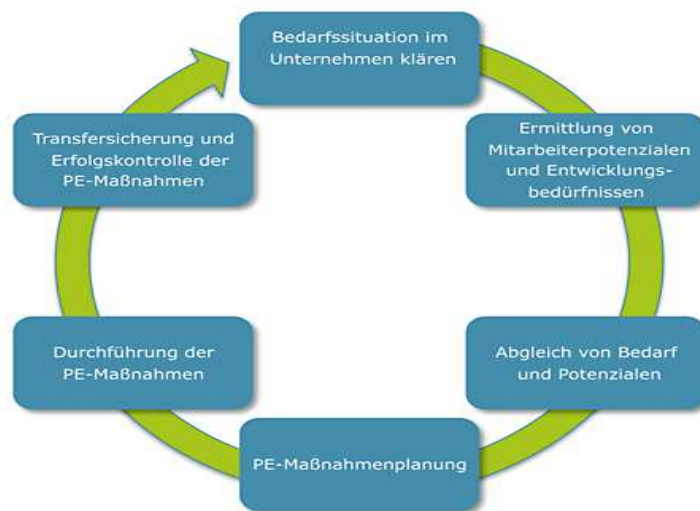 Bedarfssituation im
Unternehmen klären
Ermittlung von
Mitarbeiterpotenzialen
und Entwicklungs-
bedürfnissen
Abgleich von Bedarf
und Potenzialen
PE-Maßnahmenplanung
Durchführung der
PE-Maßnahmen
Transfersicherung und
Erfolgskontrolle der
PE-Maßnahmen